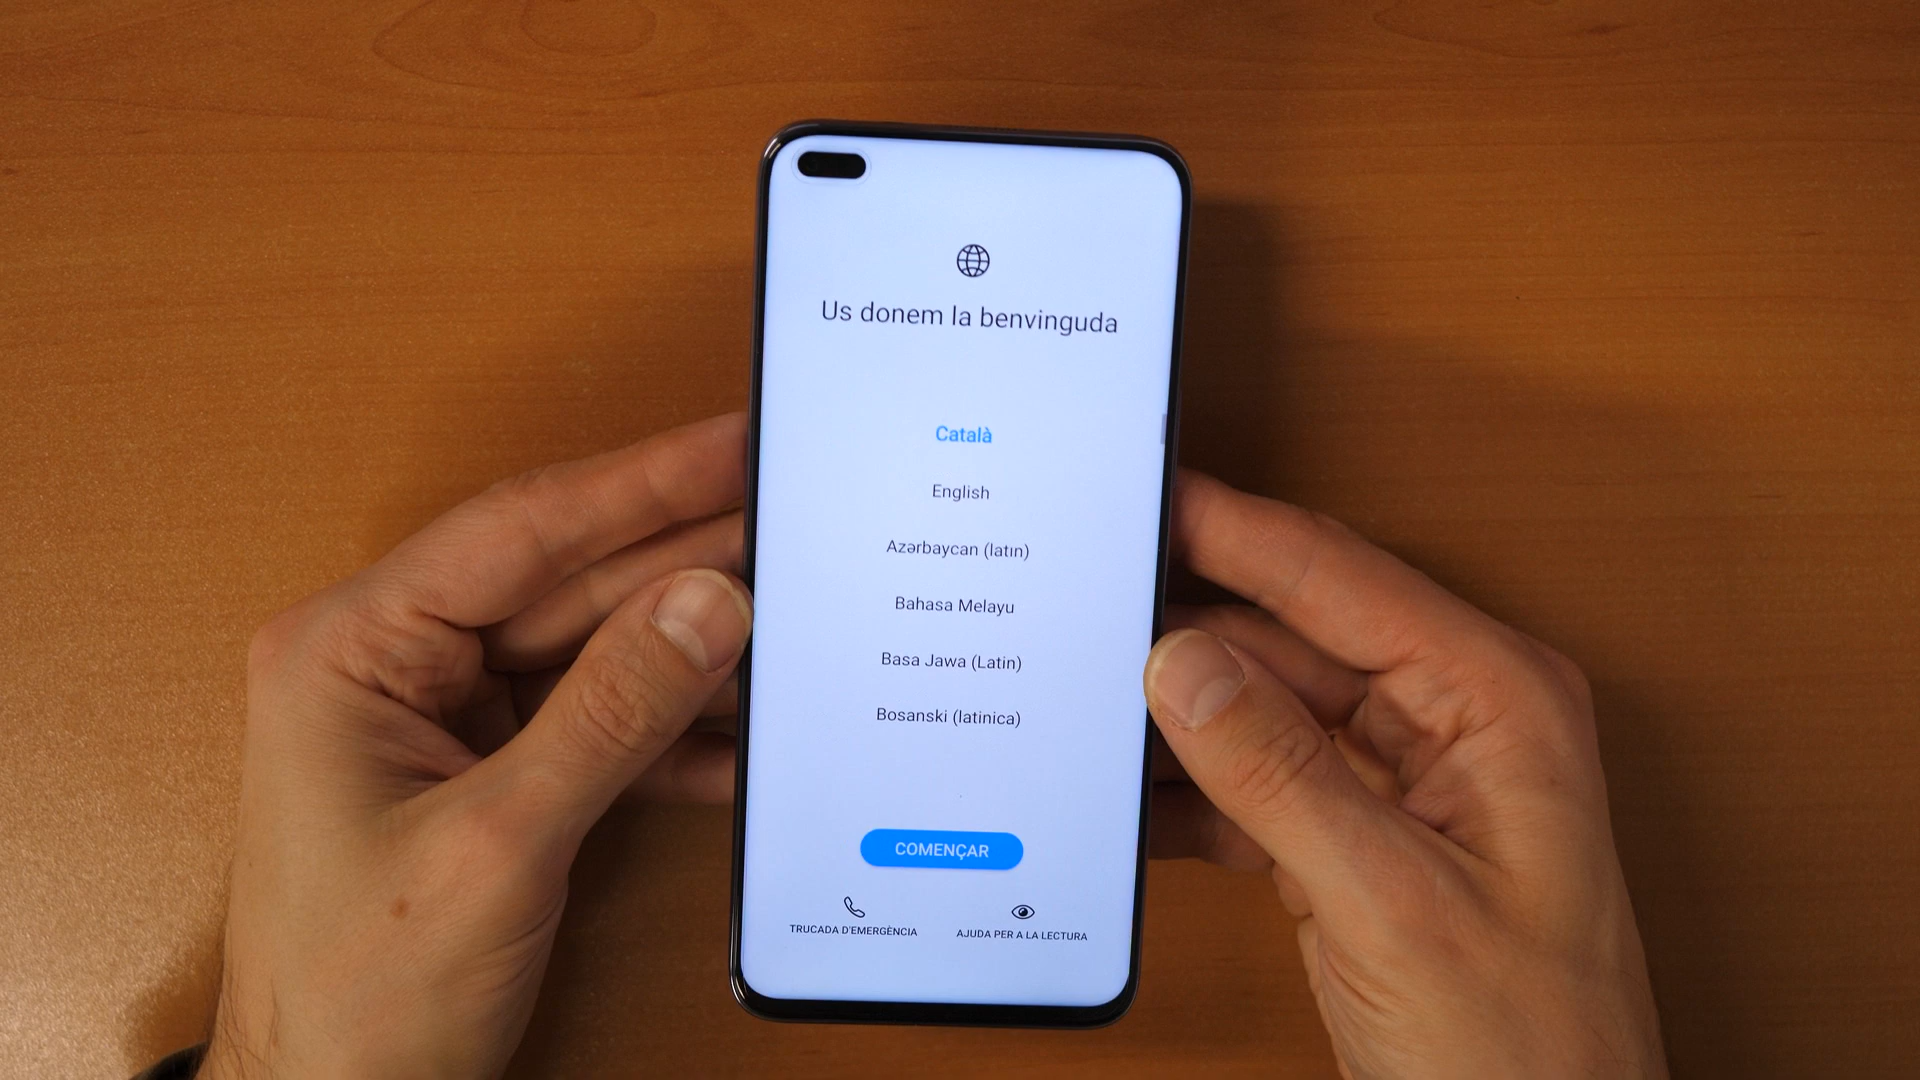 Us donem la benvinguda
Català
English
Azərbaycan (latın)
Bahasa Melayu
Basa Jawa (Latin)
Bosanski (latinica)
COMENÇAR
TRUCADA D'EMERGÈNCIA
AJUDA PER A LA LECTURA